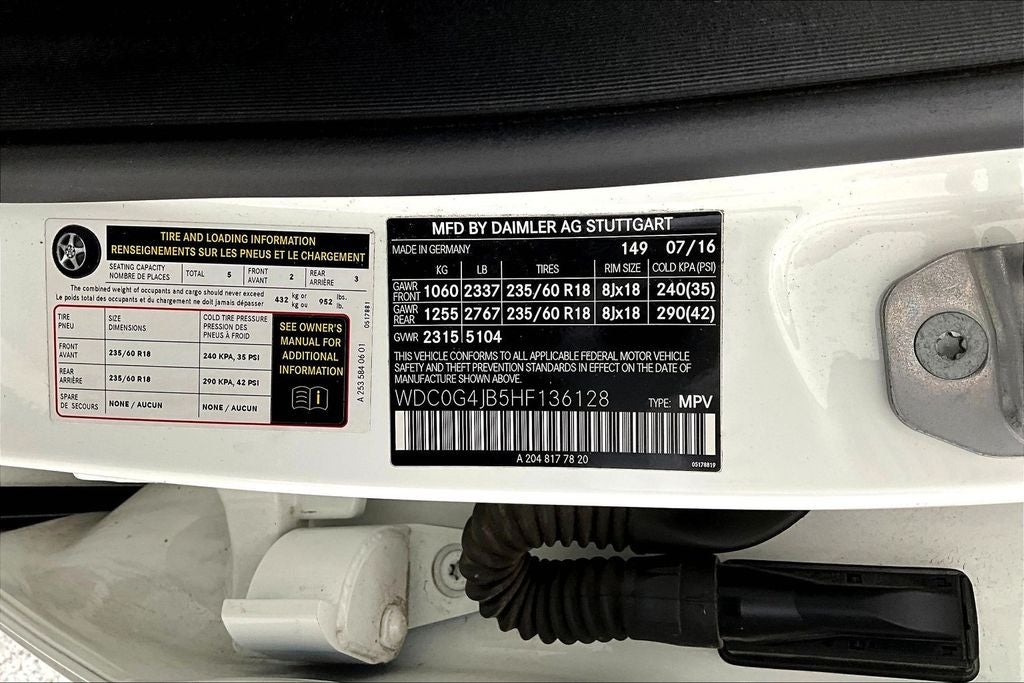 TIRE AND LOADING INFORMATION
RENSEIGNEMENTS SUR LES PNEUS ET LE CHARGEMENT
SEATING CAPACITY
NOMBRE DE PLACES
TOTAL 5
FRONT
AVANT
2
REAR
ARRIÈRE
3
The combined weight of occupants and cargo should never exceed
Le poids total des occupants et du chargement ne doit jamais dépasser
432 kg or
kg ou
952 lbs.
lb.
TIRE
PNEU
SIZE
DIMENSIONS
COLD TIRE PRESSURE
PRESSION DES
PNEUS À FROID
FRONT
AVANT
235/60 R18
240 KPA, 35 PSI
REAR
ARRIÈRE
235/60 R18
290 KPA, 42 PSI
SPARE
DE SECOURS
NONE / AUCUN
NONE / AUCUN
SEE OWNER'S
MANUAL FOR
ADDITIONAL
INFORMATION
0517881
A 253 584 06 01
MFD BY DAIMLER AG STUTTGART
MADE IN GERMANY 149 07/16
KG LB TIRES RIM SIZE COLD KPA (PSI)
GAWR
FRONT
1060 2337 235/60 R18 8Jx18 240(35)
GAWR
REAR
1255 2767 235/60 R18 8Jx18 290(42)
GVWR 2315 5104
THIS VEHICLE CONFORMS TO ALL APPLICABLE FEDERAL MOTOR VEHICLE
SAFETY AND THEFT PREVENTION STANDARDS IN EFFECT ON THE DATE OF
MANUFACTURE SHOWN ABOVE.
WDC0G4JB5HF136128 TYPE: MPV
A 204 817 78 20
05178819